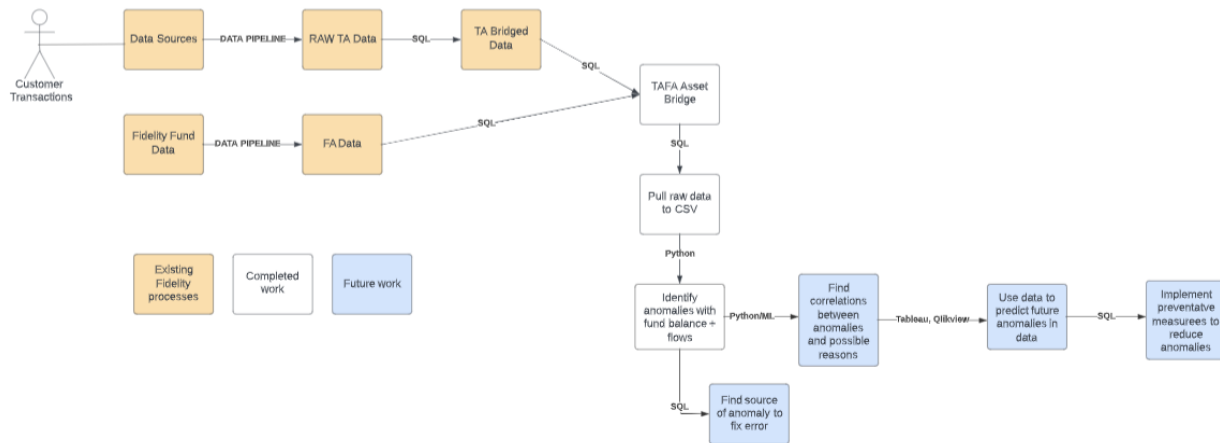 Customer
Transactions
Data Sources
DATA PIPELINE
RAW TA Data
SQL
TA Bridged
Data
SQL
TAFA Asset
Bridge
Fidelity Fund
Data
DATA PIPELINE
FA Data
SQL
SQL
Pull raw data
to CSV
Python
Existing
Fidelity
processes
Completed
work
Future work
Identify
anomalies with
fund balance ÷
flows
Python/ML
Find
correlations
between
anomalies
and possible
reasons
Tableau, Qlikview
Use data to
predict future
anomalies in
data
SQL
Implement
preventatve
measurees to
reduce
anomalies
SQL
Find source
of anomaly to
fix error